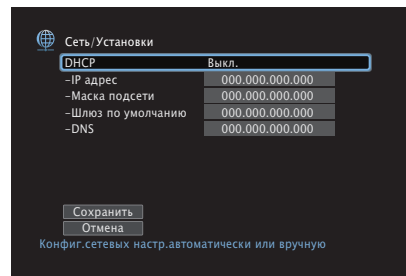 Сеть/Установки
DHCP Выкл.
–IP адрес 000.000.000.000
–Маска подсети 000.000.000.000
–Шлюз по умолчанию 000.000.000.000
–DNS 000.000.000.000
Сохранить
Отмена
Конфиг.сетевых настр.автоматически или вручную